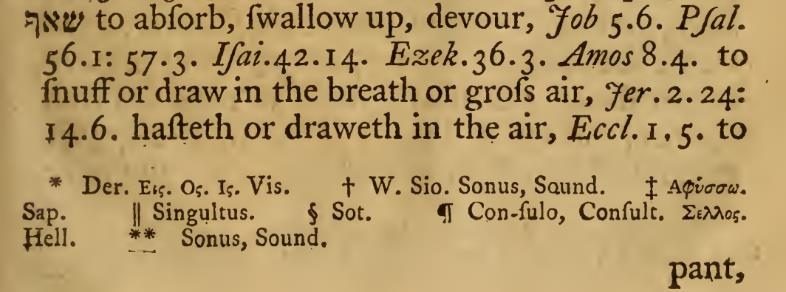 שאף to abſorb, ſwallow up, devour, Job 5.6. Pſal.
56.1: 57.3. Iſai.42.14. Ezek.36.3. Amos 8.4. to
ſnuff or draw in the breath or groſs air, Jer. 2.24:
14.6. haſteth or draweth in the air, Eccl. 1, 5. to
* Der. Εις. Ος. Ις. Vis. † W. Sio. Sonus, Sound. ‡ Αφύσσω.
Sap. || Singultus. § Sot. ¶ Con-ſulo, Conſult. Σελλος.
Hell. ** Sonus, Sound.
pant,